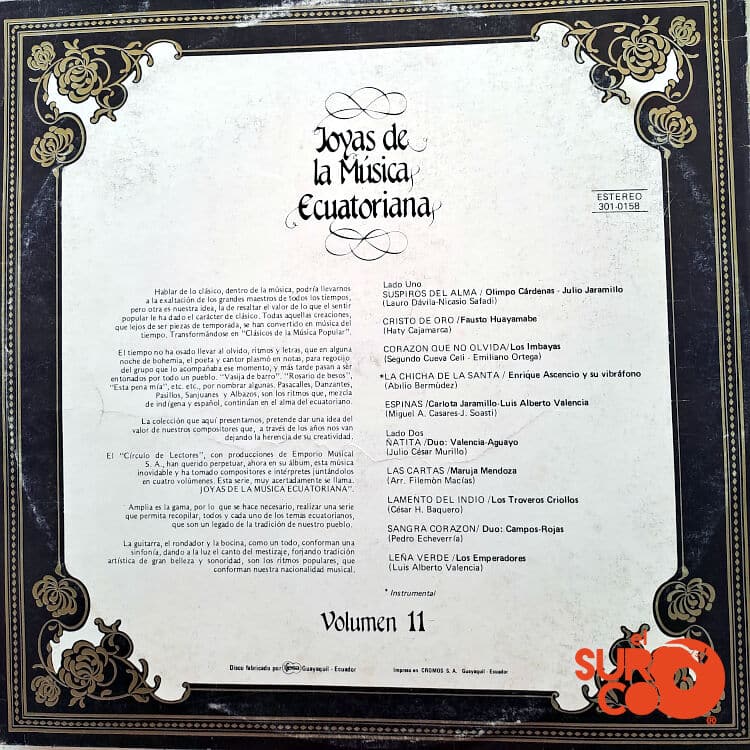 Joyas de
la Música
Ecuatoriana
ESTEREO
301-0158
Hablar de lo clásico, dentro de la música, podría llevarnos
a la exaltación de los grandes maestros de todos los tiempos,
pero otra es nuestra idea, la de resaltar el valor de lo que el sentir
popular le ha dado el carácter de clásico. Todas aquellas creaciones,
que lejos de ser piezas de temporada, se han convertido en música del
tiempo. Transformándose en "Clásicos de la Música Popular".
El tiempo no ha osado llevar al olvido, ritmos y letras, que en alguna
noche de bohemia, el poeta y cantor plasmó en notas, para regocijo
del grupo que lo acompañaba ese momento, y más tarde pasan a ser
entonados por todo un pueblo. "Vasija de barro". "Rosario de besos",
"Esta pena mía", etc. etc., por nombrar algunas. Pasacalles, Danzantes,
Pasillos, Sanjuanes y Albazos, son los ritmos que, mezcla
de indígena y español, continúan en el alma del ecuatoriano.
La colección que aquí presentamos, pretende dar una idea del
valor de nuestros compositores que, a través de los años nos van
dejando la herencia de su creatividad.
El "Círculo de Lectores", con producciones de Emporio Musical
S. A., han querido perpetuar, ahora en su álbum, esta música
inovidable y ha tomado compositores e intérpretes juntándolos
en cuatro volúmenes. Esta serie, muy acertadamente se llama.
JOYAS DE LA MUSICA ECUATORIANA".
Amplia es la gama, por lo que se hace necesario, realizar una serie
que permita recopilar, todos y cada uno de los temas ecuatorianos,
que son un legado de la tradición de nuestro pueblo.
La guitarra, el rondador y la bocina, como un todo, conforman una
sinfonía, dando a la luz el canto del mestizaje, forjando tradición
artística de gran belleza y sonoridad, son los ritmos populares, que
conforman nuestra nacionalidad musical.
Lado Uno
SUSPIROS DEL ALMA / Olimpo Cárdenas - Julio Jaramillo
(Lauro Dávila-Nicasio Safadi)
CRISTO DE ORO / Fausto Huayamabe
(Haty Cajamarca)
CORAZON QUE NO OLVIDA/Los Imbayas
(Segundo Cueva Celi - Emiliano Ortega)
*LA CHICHA DE LA SANTA / Enrique Ascencio y su vibráfono
(Abilio Bermúdez)
ESPINAS /Carlota Jaramillo-Luis Alberto Valencia
(Miguel A. Casares-J. Soasti)
Lado Dos
ÑATITA /Duo: Valencia-Aguayo
(Julio César Murillo)
LAS CARTAS /Maruja Mendoza
(Arr. Filemòn Macías)
LAMENTO DEL INDIO /Los Troveros Criollos
(César H. Baquero)
SANGRA CORAZON/ Duo: Campos-Rojas
(Pedro Echeverría)
LEÑA VERDE / Los Emperadores
(Luis Alberto Valencia)
* Instrumental
Volumen 11
Disco fabricado por Guayaquil - Ecuador
Impreso en CROMOS S. A. Guayaquil - Ecuador
el
SUR
CO
®